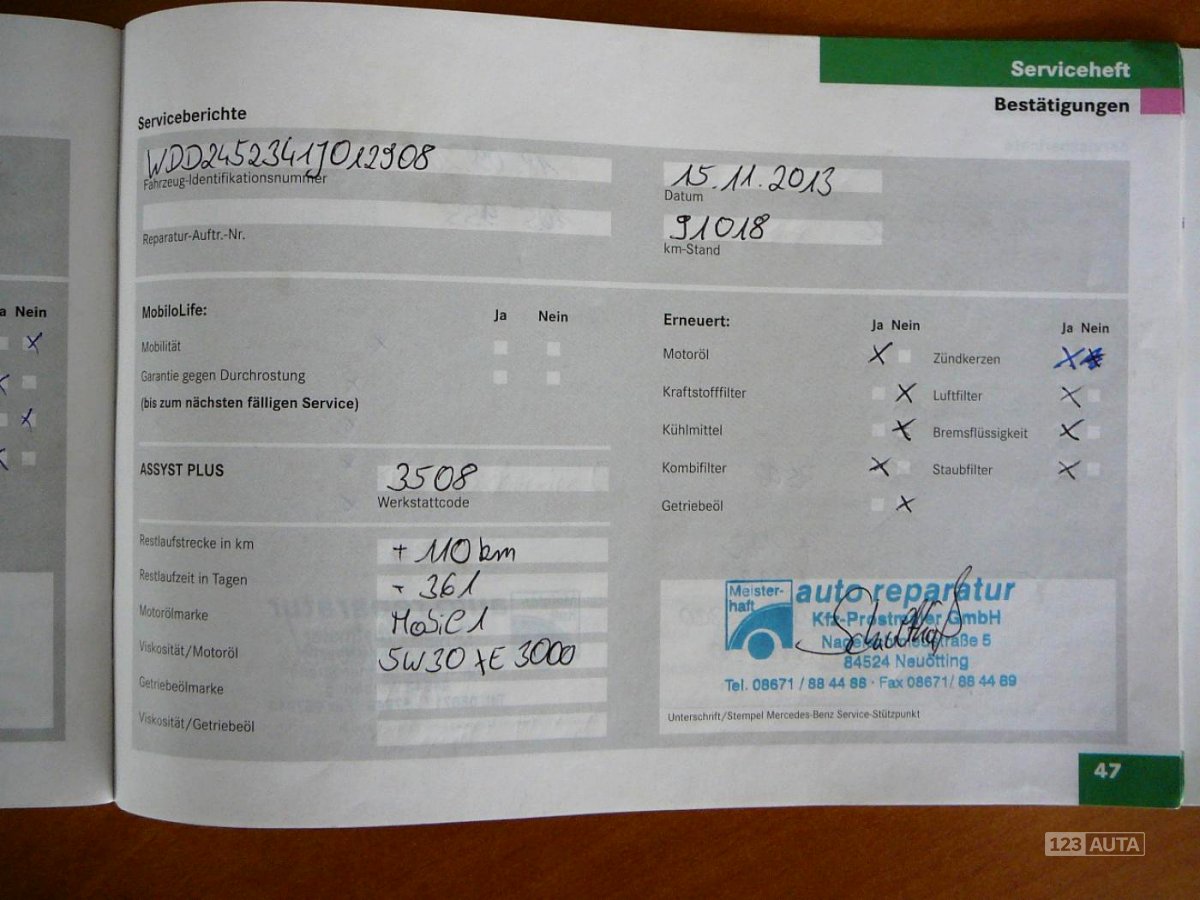 Serviceheft
Bestätigungen
Serviceberichte
WDD2452341J012908
Fahrzeug-Identifikationsnummer
15.11.2013
Datum
Reparatur-Auftr.-Nr.
91018
km-Stand
a Nein
MobiloLife:
Ja Nein
Mobilität
Garantie gegen Durchrostung
(bis zum nächsten fälligen Service)
ASSYST PLUS
3508
Werkstattcode
Restlaufstrecke in km + 110 km
Restlaufzeit in Tagen - 361
Motorölmarke
Viskosität/Motoröl 5W30 XE 3000
Getriebeölmarke
Viskosität/Getriebeöl
Erneuert:
Ja Nein
Ja Nein
Motoröl X
Zündkerzen X
Kraftstofffilter X
Luftfilter X
Kühlmittel X
Bremsflüssigkeit X
Kombifilter X
Staubfilter X
Getriebeöl X
Meister-
haft
auto reparatur
GmbH
84524 Neuötting
Tel. 08671 / 88 44 88 · Fax 08671/ 88 44 89
Unterschrift/Stempel Mercedes-Benz Service-Stützpunkt
47
123 AUTA